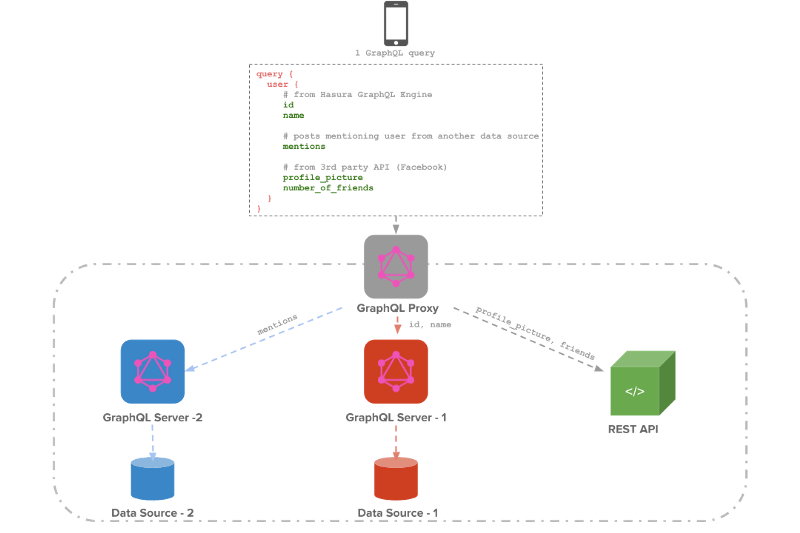 1 GraphQL query
query {
user {
# from Hasura GraphQL Engine
id
name
# posts mentioning user from another data source
mentions
# from 3rd party API (Facebook)
profile_picture
number_of_friends
}
}
GraphQL Proxy
mentions
id, name
profile_picture, friends
</>
GraphQL Server -2
GraphQL Server - 1
REST API
Data Source - 2
Data Source - 1